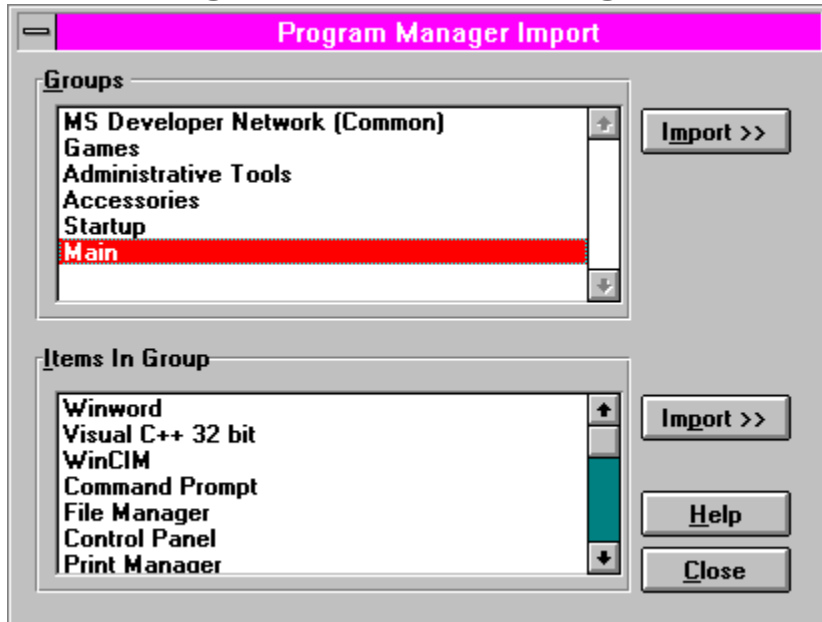 Program Manager Import
Groups
MS Developer Network (Common)
Games
Administrative Tools
Accessories
Startup
Main
Import >>
Items In Group
Winword
Visual C++ 32 bit
WinCIM
Command Prompt
File Manager
Control Panel
Print Manager
Import >>
Help
Close